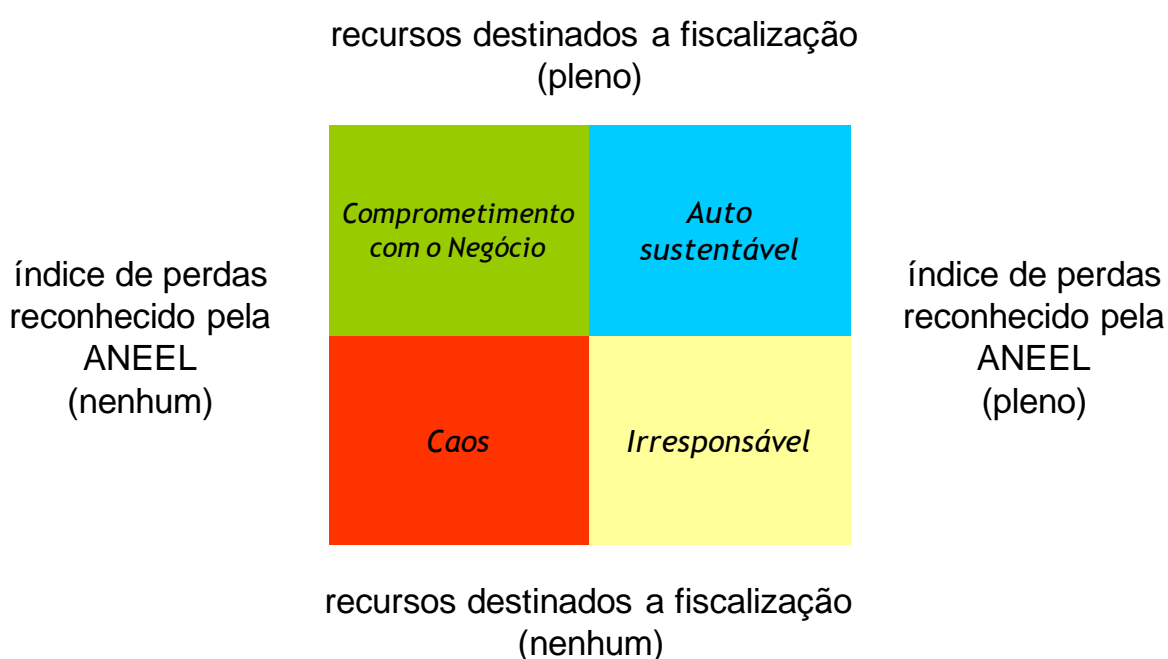 recursos destinados a fiscalização
(pleno)
Comprometimento
com o Negócio
Auto
sustentável
índice de perdas
reconhecido pela
ANEEL
(nenhum)
índice de perdas
reconhecido pela
ANEEL
(pleno)
Caos
Irresponsável
recursos destinados a fiscalização
(nenhum)